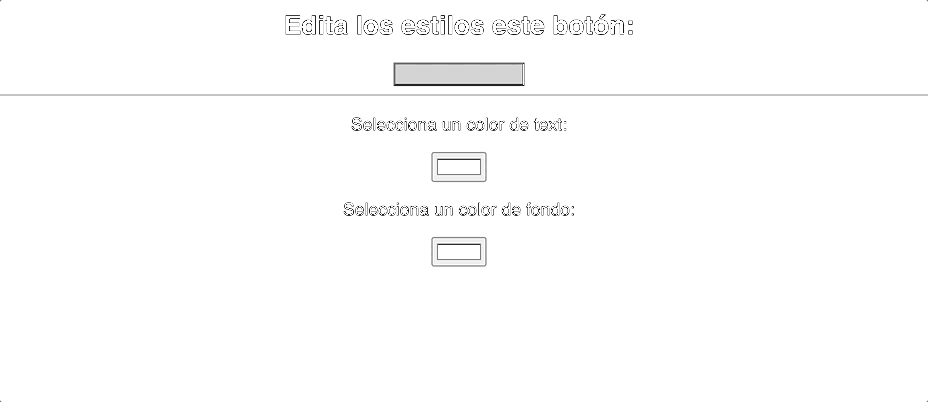 Edita los estilos este botón:
Selecciona un color de text:
Selecciona un color de fondo: